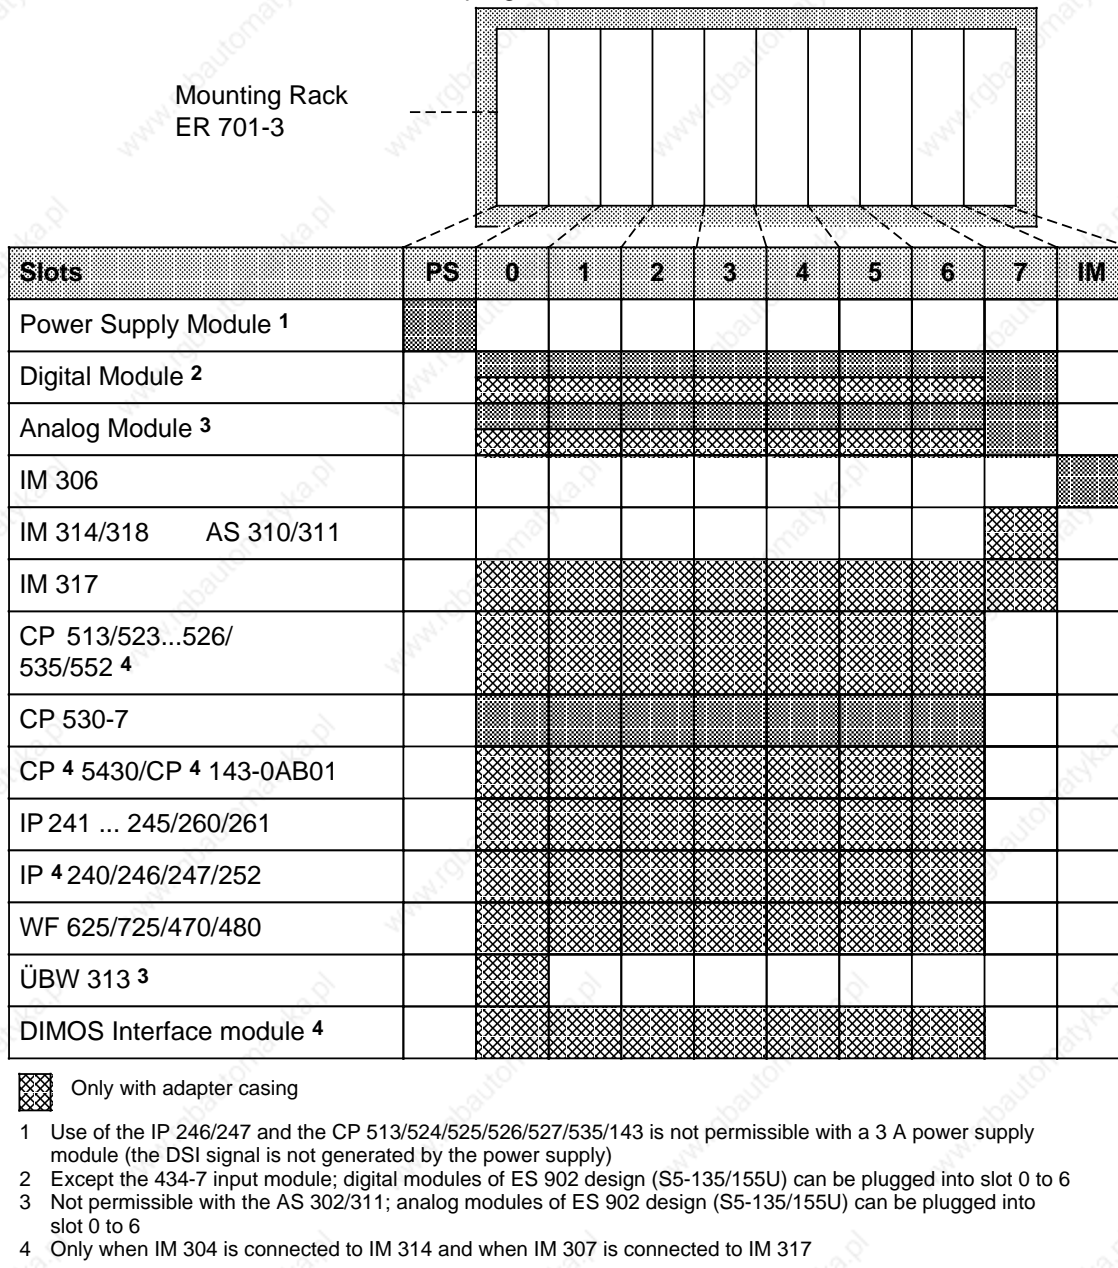 Mounting Rack
ER 701-3
Slots PS 0 1 2 3 4 5 6 7 IM
Power Supply Module 1
Digital Module 2
Analog Module 3
IM 306
IM 314/318 AS 310/311
IM 317
CP 513/523...526/
535/552 4
CP 530-7
CP 4 5430/CP 4 143-0AB01
IP 241 ... 245/260/261
IP 4 240/246/247/252
WF 625/725/470/480
ÜBW 313 3
DIMOS Interface module 4
Only with adapter casing
1 Use of the IP 246/247 and the CP 513/524/525/526/527/535/143 is not permissible with a 3 A power supply
module (the DSI signal is not generated by the power supply)
2 Except the 434-7 input module; digital modules of ES 902 design (S5-135/155U) can be plugged into slot 0 to 6
3 Not permissible with the AS 302/311; analog modules of ES 902 design (S5-135/155U) can be plugged into
slot 0 to 6
4 Only when IM 304 is connected to IM 314 and when IM 307 is connected to IM 317
www.rgbautomatyka.pl